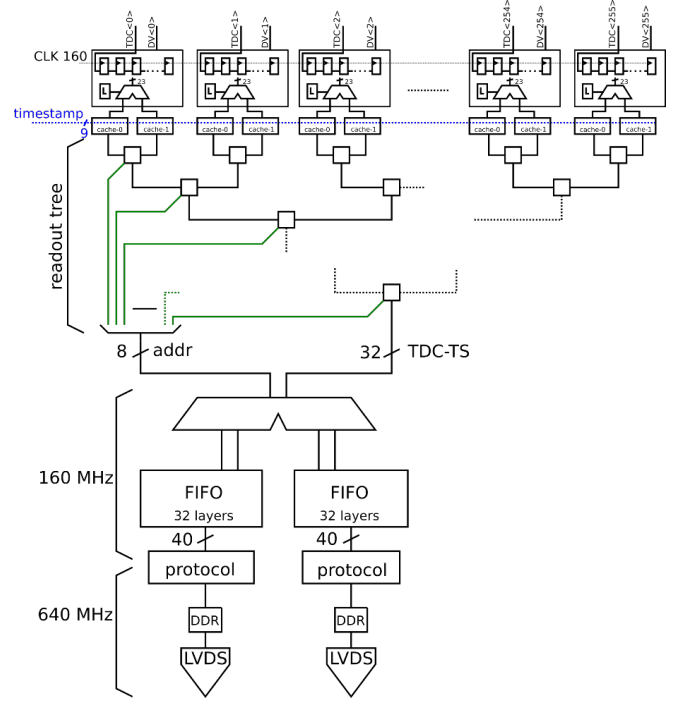 TDC<0> DV<0> TDC<1> DV<1> TDC<2> DV<2> TDC<254> DV<254> TDC<255> DV<255>
CLK 160
23 23 23 23 23
L L L L L
timestamp
9
cache-0 cache-1 cache-0 cache-1 cache-0 cache-1 cache-0 cache-1 cache-0 cache-1
readout tree
8 addr 32 TDC-TS
160 MHz
FIFO FIFO
32 layers 32 layers
40 40
protocol protocol
640 MHz
DDR DDR
LVDS LVDS